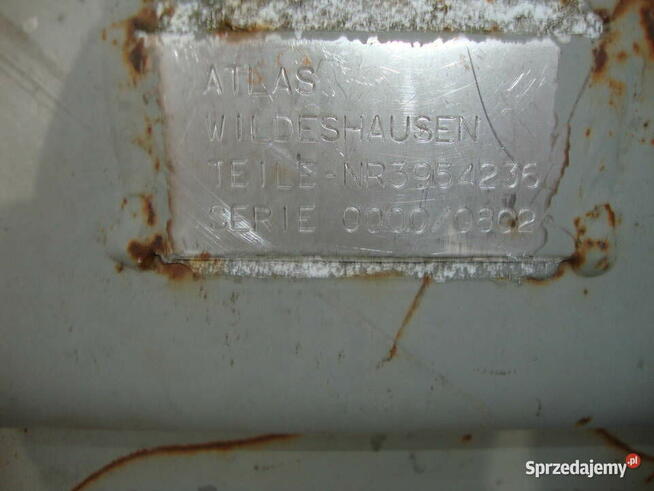 ATLAS
WILDESHAUSEN
TEILE-NR3954236
SERIE 0000/0802
Sprzedajemy.pl